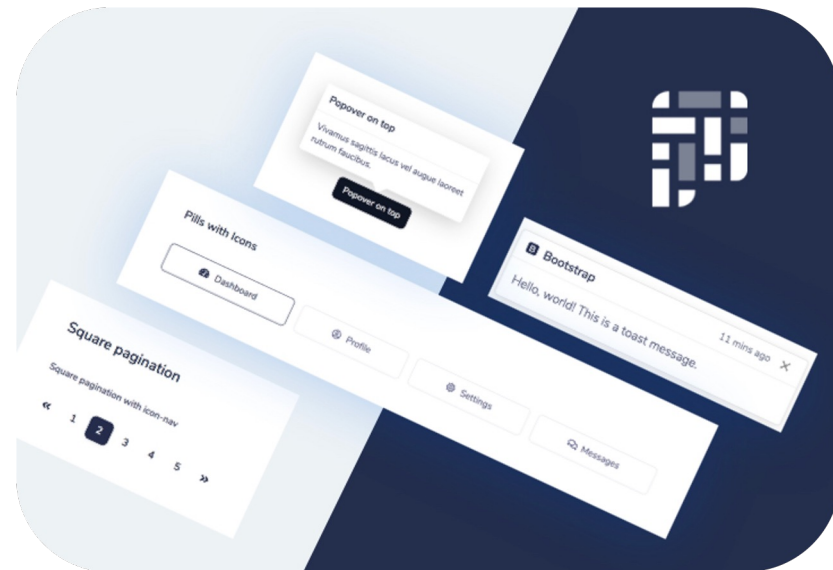 Popover on top
Vivamus sagittis lacus vel augue laoreet
rutrum faucibus.
Popover on top
Pills with Icons
Dashboard
Profile
Settings
Messages
B Bootstrap
11 mins ago
Hello, world! This is a toast message.
Square pagination
Square pagination with icon-nav
« 1 2 3 4 5 »